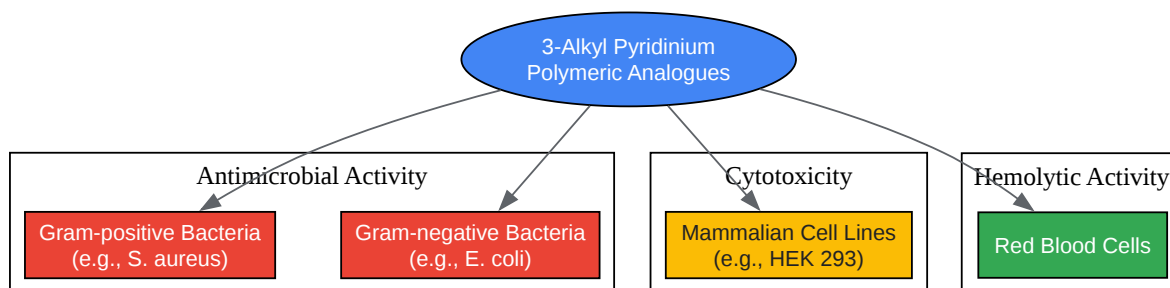 3-Alkyl Pyridinium
Polymeric Analogues
Antimicrobial Activity
Cytotoxicity
Hemolytic Activity
Gram-positive Bacteria
(e.g., S. aureus)
Gram-negative Bacteria
(e.g., E. coli)
Mammalian Cell Lines
(e.g., HEK 293)
Red Blood Cells